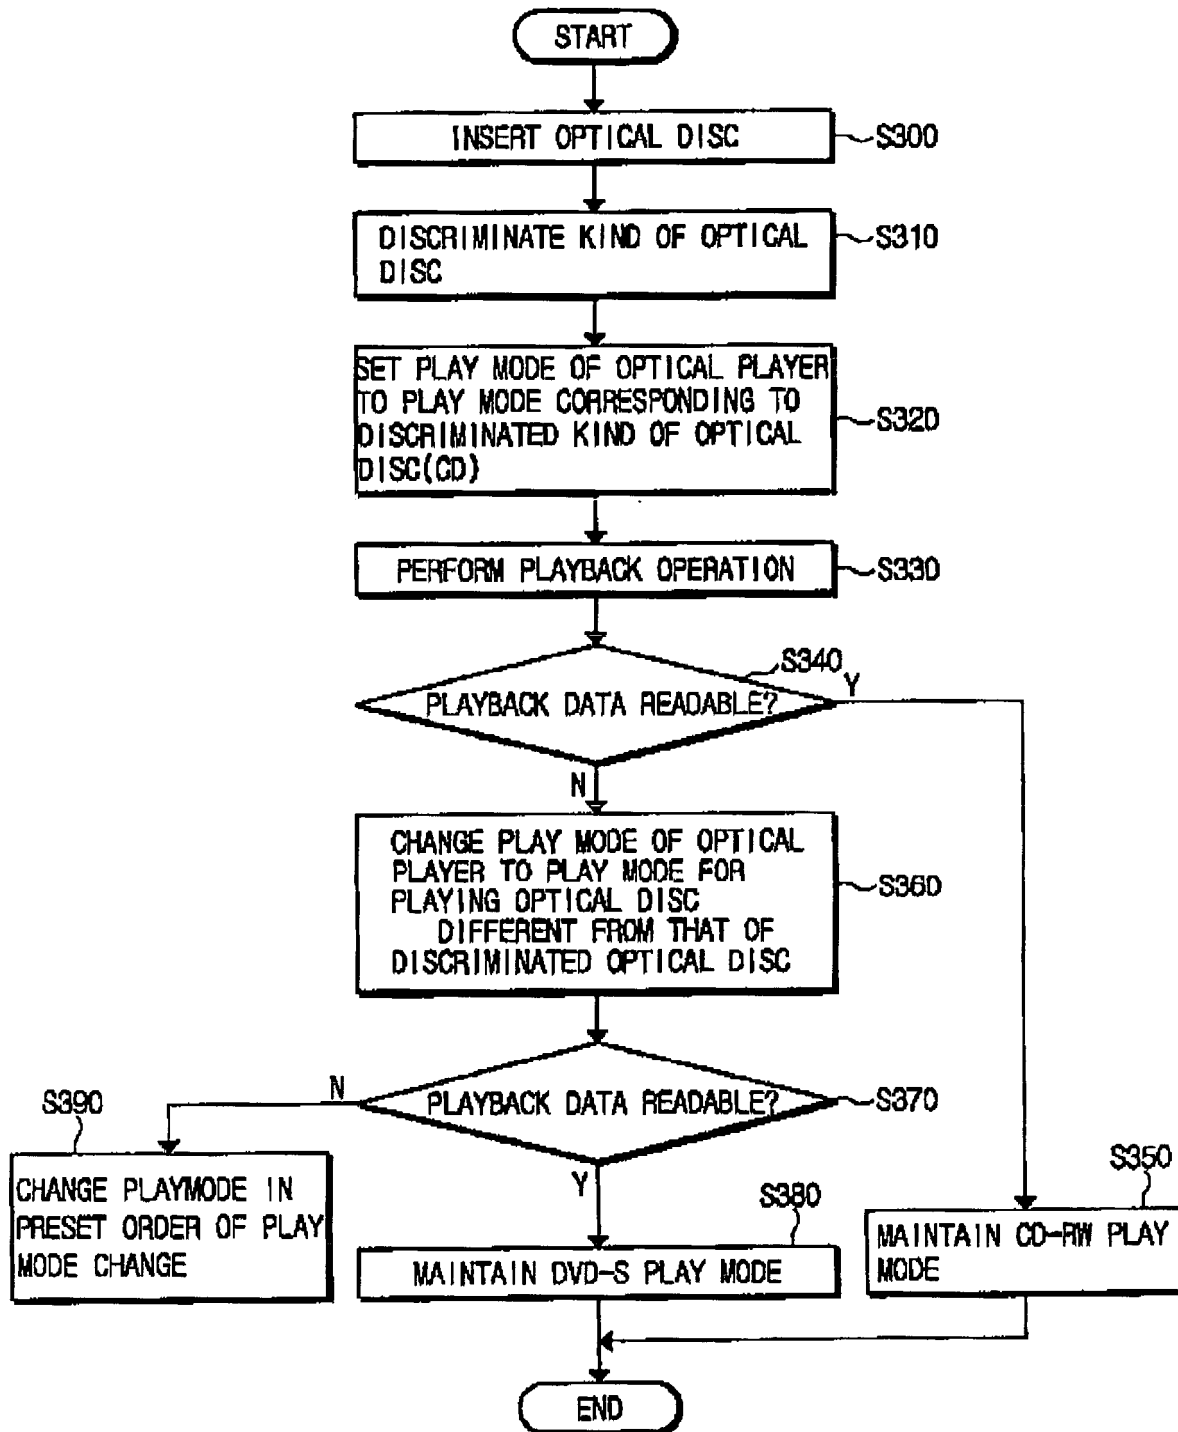 START
INSERT OPTICAL DISC
S300
DISCRIMINATE KIND OF OPTICAL
DISC
S310
SET PLAY MODE OF OPTICAL PLAYER
TO PLAY MODE CORRESPONDING TO
DISCRIMINATED KIND OF OPTICAL
DISC(CD)
S320
PERFORM PLAYBACK OPERATION
S330
S340
PLAYBACK DATA READABLE?
Y
N
CHANGE PLAY MODE OF OPTICAL
PLAYER TO PLAY MODE FOR
PLAYING OPTICAL DISC
DIFFERENT FROM THAT OF
DISCRIMINATED OPTICAL DISC
S360
PLAYBACK DATA READABLE?
S370
N
Y
S390
CHANGE PLAYMODE IN
PRESET ORDER OF PLAY
MODE CHANGE
S380
MAINTAIN DVD-S PLAY MODE
S350
MAINTAIN CD-RW PLAY
MODE
END